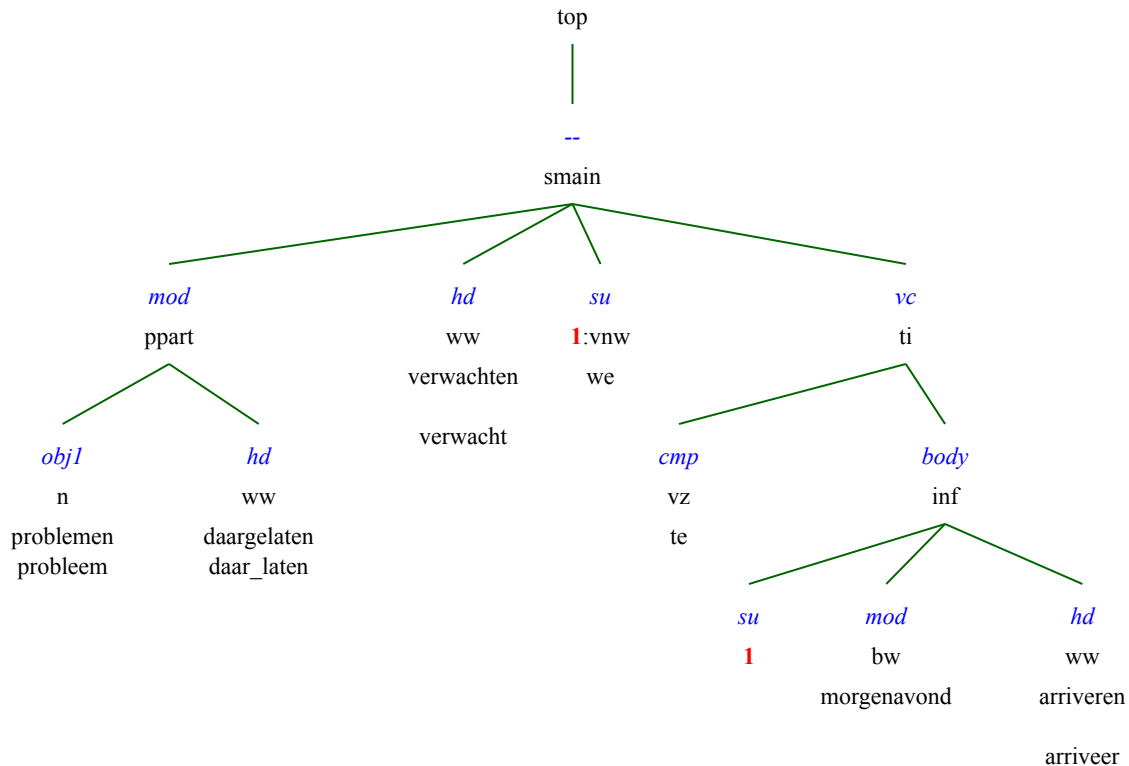 top
--
smain
mod hd su vc
ppart ww 1:vnw ti
verwachten we
verwacht
obj1 hd cmp body
n ww vz inf
problemen daargelaten te
probleem daar_laten
su mod hd
1 bw ww
morgenavond arriveren
arriveer